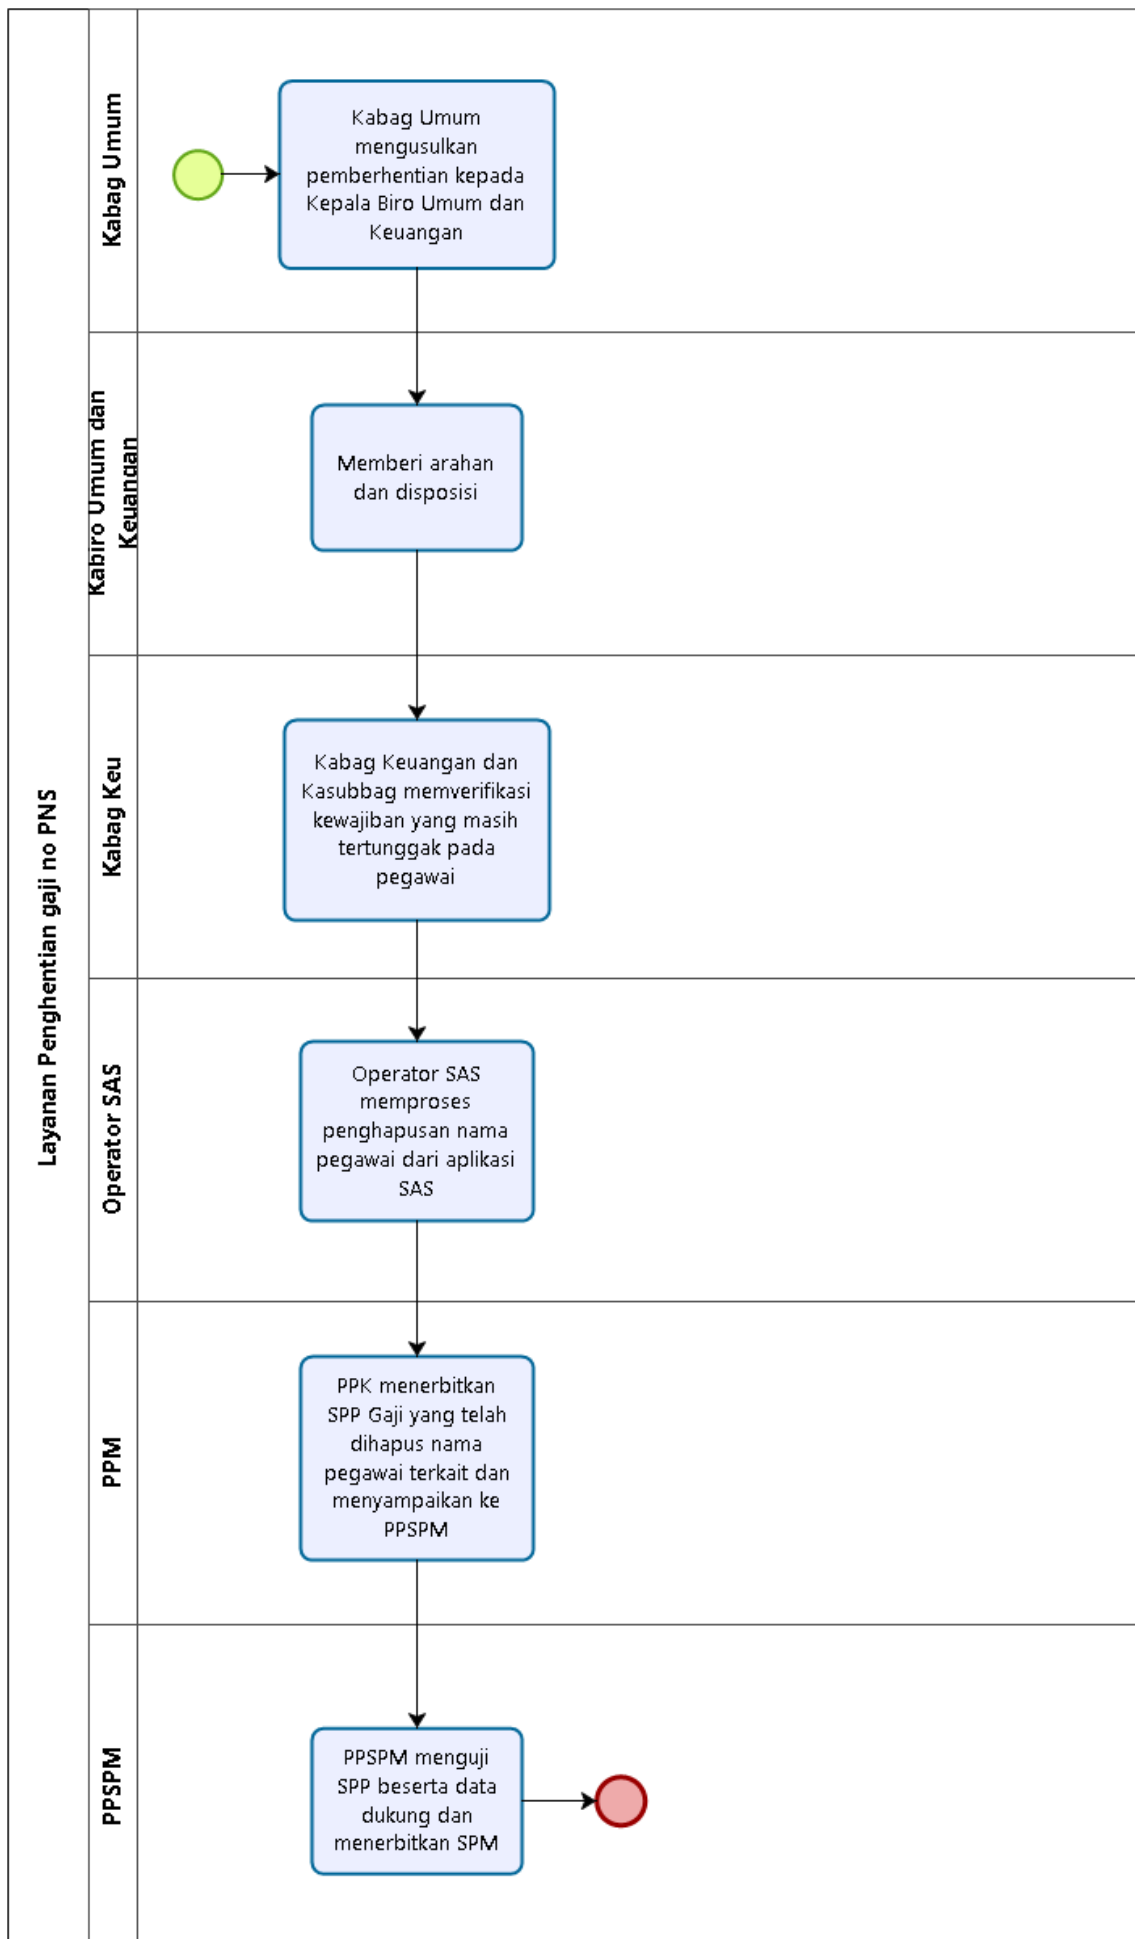 Layanan Penghentian gaji no PNS
Kabag Umum
Kabag Umum
mengusulkan
pemberhentian kepada
Kepala Biro Umum dan
Keuangan
Kabiro Umum dan
Keuangan
Memberi arahan
dan disposisi
Kabag Keu
Kabag Keuangan dan
Kasubbag memverifikasi
kewajiban yang masih
tertunggak pada
pegawai
Operator SAS
Operator SAS
memproses
penghapusan nama
pegawai dari aplikasi
SAS
PPM
PPK menerbitkan
SPP Gaji yang telah
dihapus nama
pegawai terkait dan
menyampaikan ke
PPSPM
PPSPM
PPSPM menguji
SPP beserta data
dukung dan
menerbitkan SPM